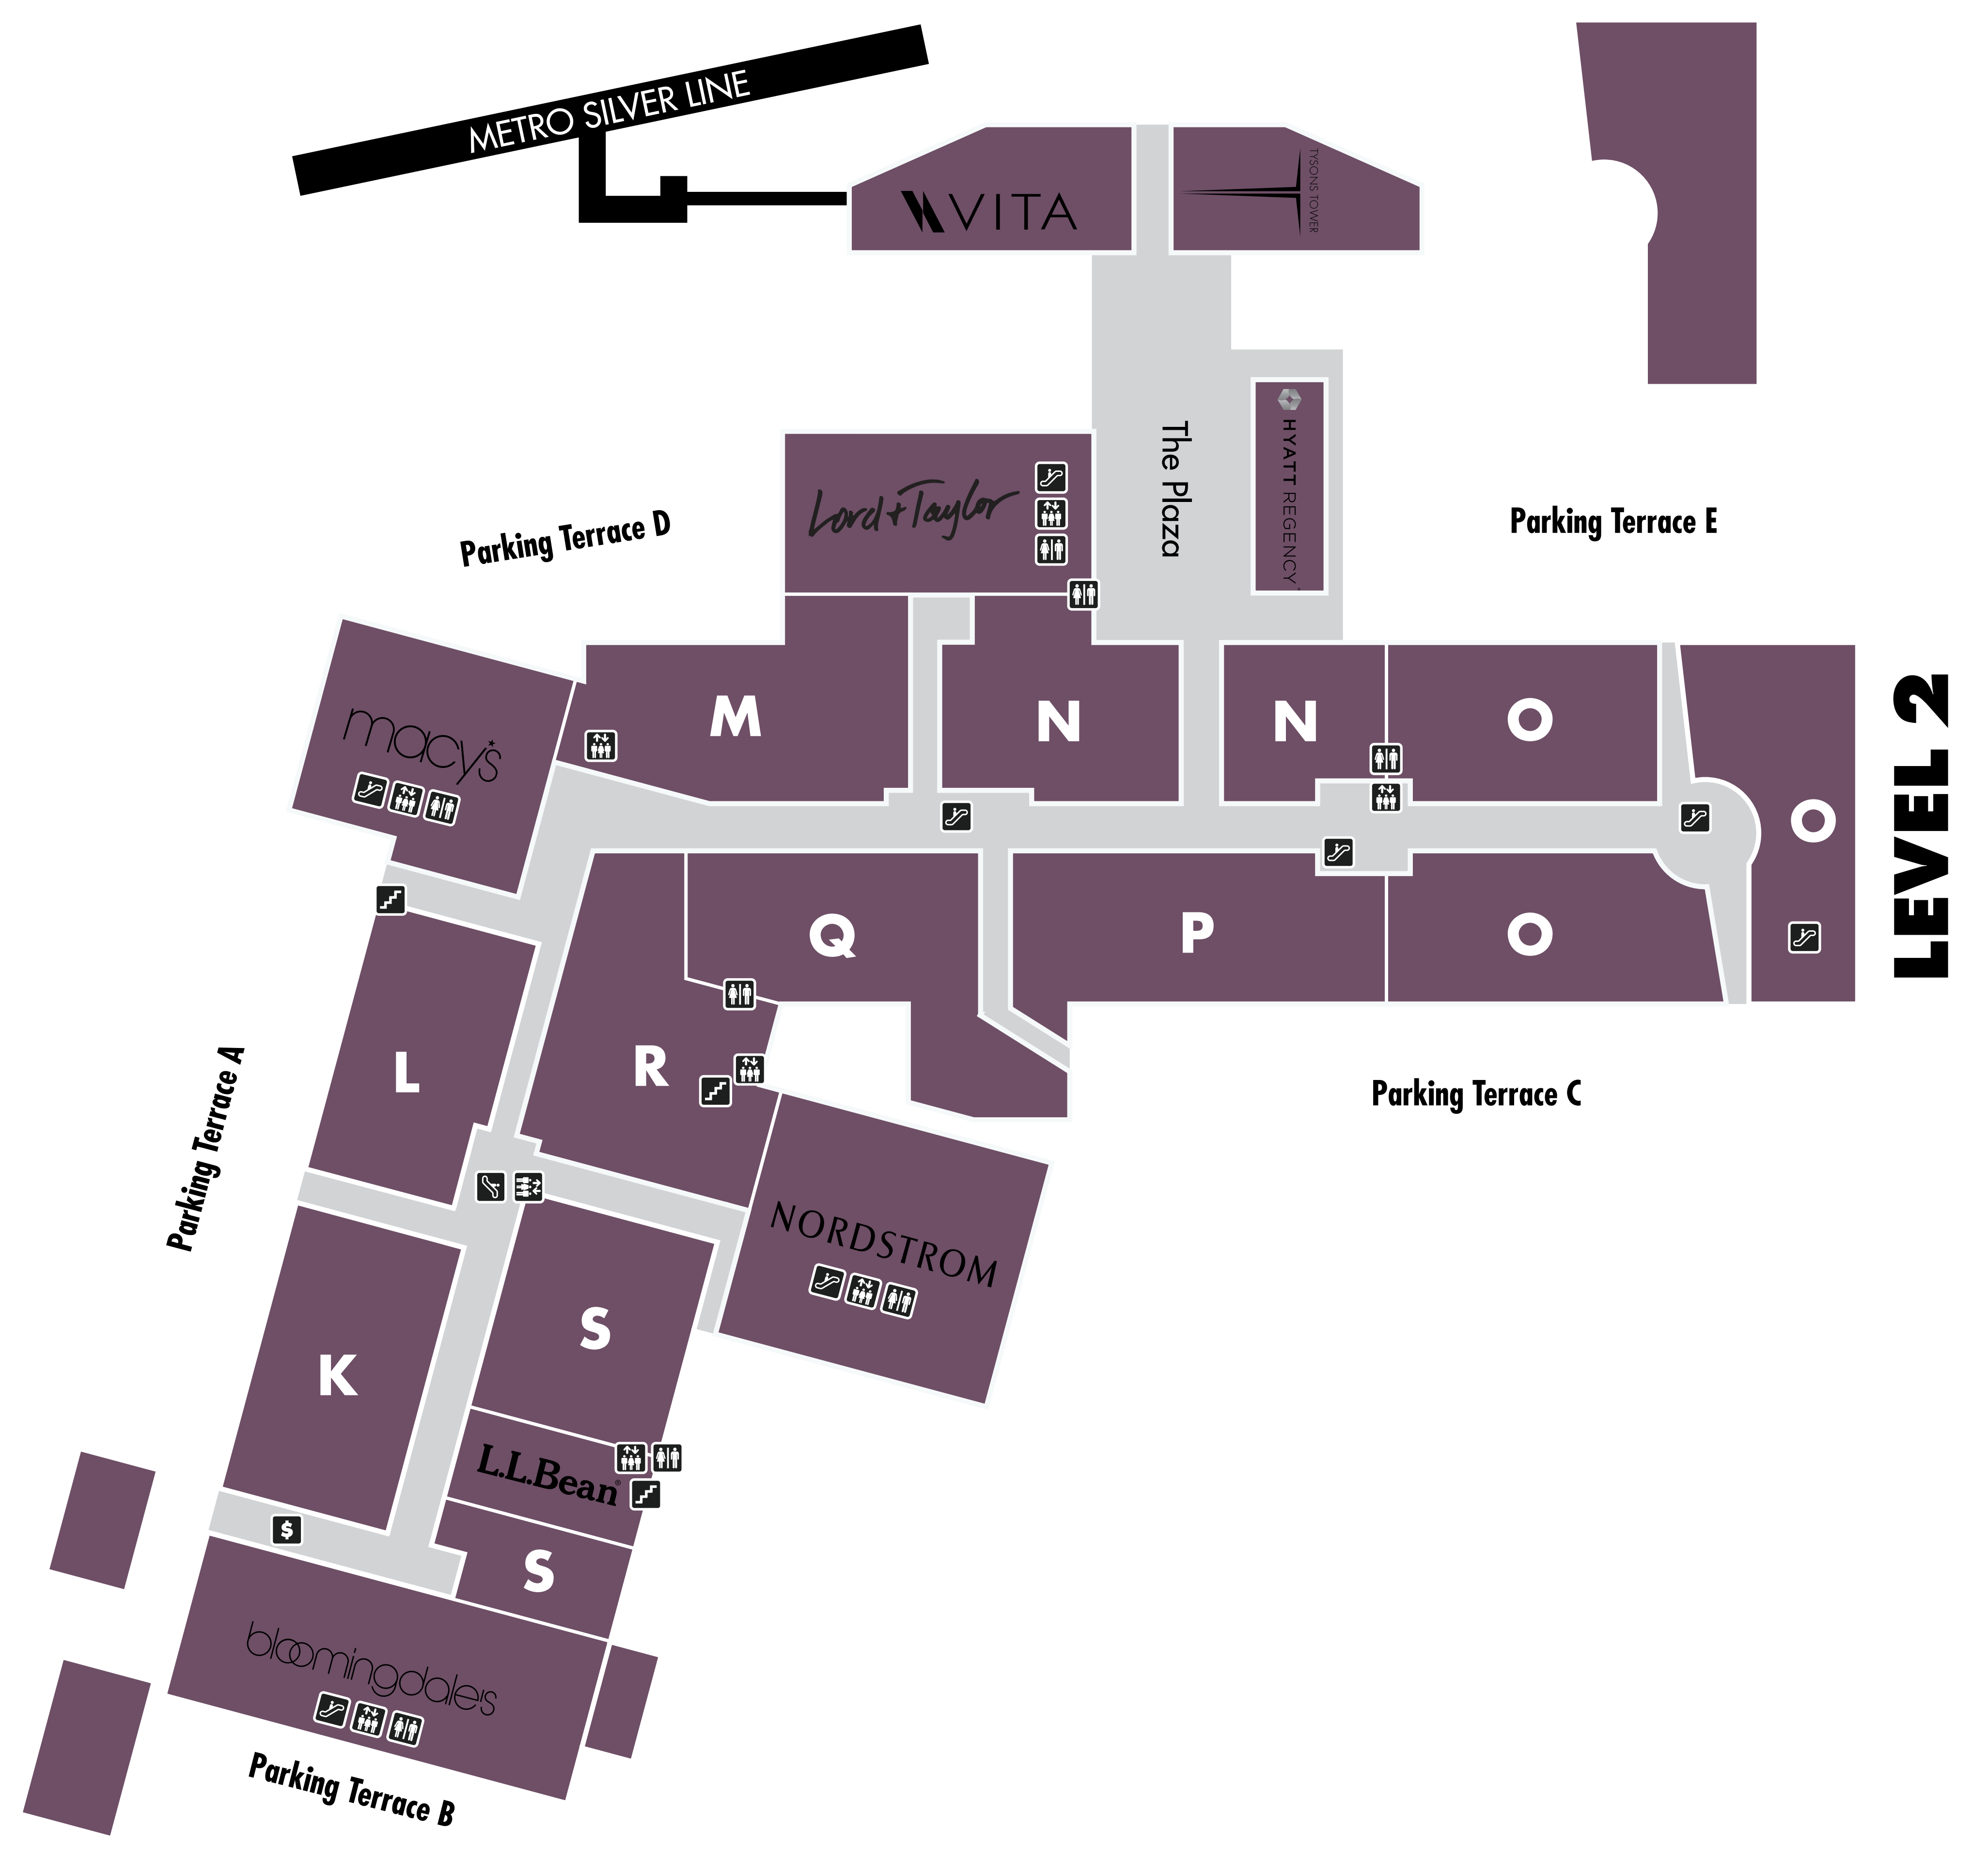 METRO SILVER LINE
VITA
TYSONS TOWER
The Plaza
HYATT REGENCY
Lord + Taylor
Parking Terrace D
Parking Terrace E
macy's
M
N
N
O
O
LEVEL 2
Q
P
O
L
R
Parking Terrace A
Parking Terrace C
NORDSTROM
S
K
L.L.Bean®
$
S
bloomingdale's
Parking Terrace B